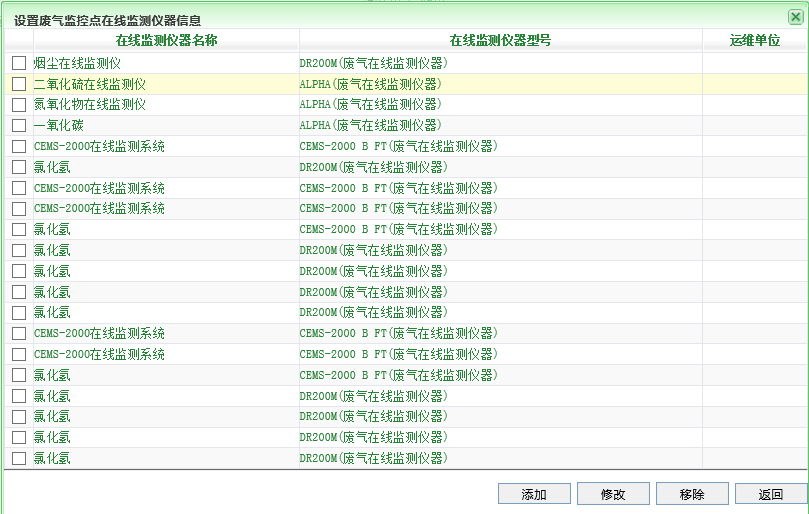 设置废气监控点在线监测仪器信息
在线监测仪器名称 在线监测仪器型号 运维单位
烟尘在线监测仪 DR200M(废气在线监测仪器)
二氧化硫在线监测仪 ALPHA(废气在线监测仪器)
氮氧化物在线监测仪 ALPHA(废气在线监测仪器)
一氧化碳 ALPHA(废气在线监测仪器)
CEMS-2000在线监测系统 CEMS-2000 B FT(废气在线监测仪器)
氯化氢 DR200M(废气在线监测仪器)
CEMS-2000在线监测系统 CEMS-2000 B FT(废气在线监测仪器)
CEMS-2000在线监测系统 CEMS-2000 B FT(废气在线监测仪器)
氯化氢 CEMS-2000 B FT(废气在线监测仪器)
氯化氢 DR200M(废气在线监测仪器)
氯化氢 DR200M(废气在线监测仪器)
氯化氢 DR200M(废气在线监测仪器)
氯化氢 DR200M(废气在线监测仪器)
CEMS-2000在线监测系统 CEMS-2000 B FT(废气在线监测仪器)
CEMS-2000在线监测系统 CEMS-2000 B FT(废气在线监测仪器)
氯化氢 CEMS-2000 B FT(废气在线监测仪器)
氯化氢 DR200M(废气在线监测仪器)
氯化氢 DR200M(废气在线监测仪器)
氯化氢 DR200M(废气在线监测仪器)
氯化氢 DR200M(废气在线监测仪器)
添加 修改 移除 返回